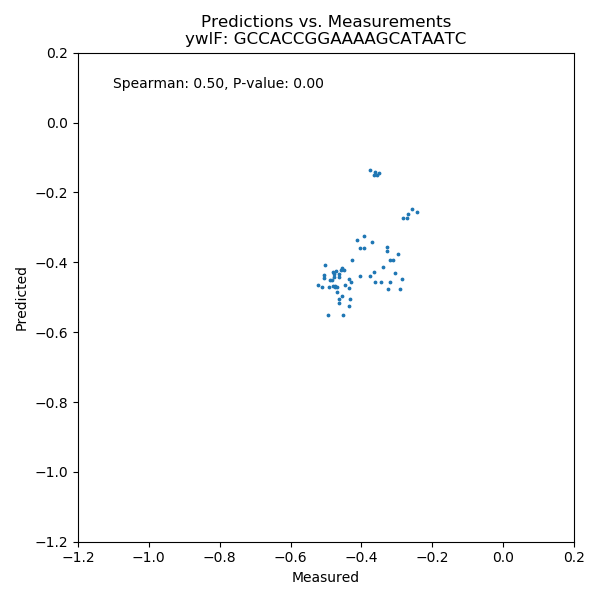 Predictions vs. Measurements
ywlF: GCCACCGGAAAAGCATAATC
Spearman: 0.50, P-value: 0.00
0.2
0.0
−0.2
−0.4
−0.6
−0.8
−1.0
−1.2
Predicted
−1.2 −1.0 −0.8 −0.6 −0.4 −0.2 0.0 0.2
Measured